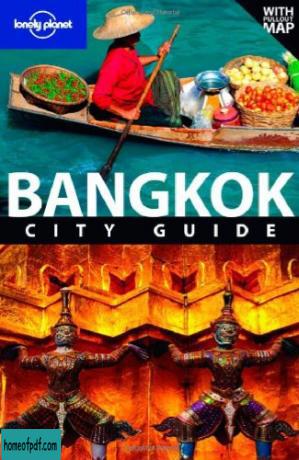 lonely planet
WITH
PULLOUT
MAP
BANGKOK
CITY GUIDE
homeofpdf.com